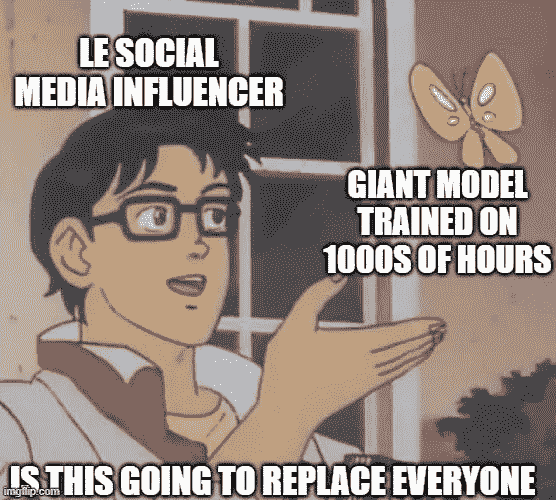 LE SOCIAL
MEDIA INFLUENCER
GIANT MODEL
TRAINED ON
1000S OF HOURS
IS THIS GOING TO REPLACE EVERYONE
imgflip.com